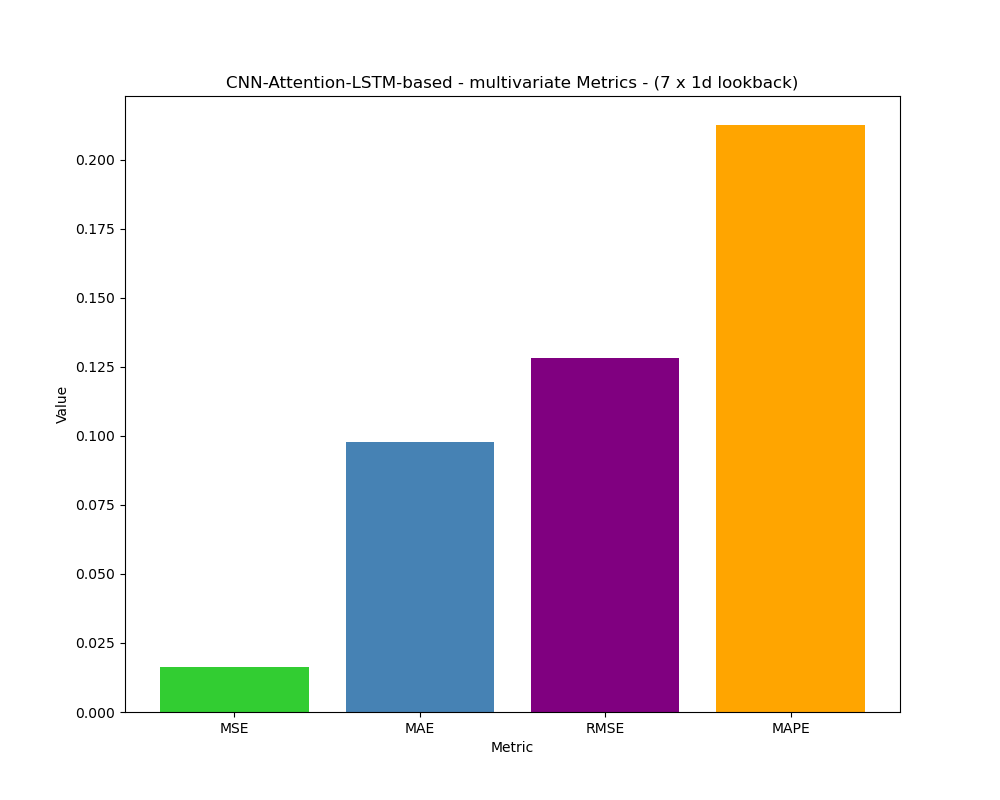 CNN-Attention-LSTM-based - multivariate Metrics - (7 x 1d lookback)
0.200
0.175
0.150
0.125
0.100
0.075
0.050
0.025
0.000
Value
MSE MAE RMSE MAPE
Metric